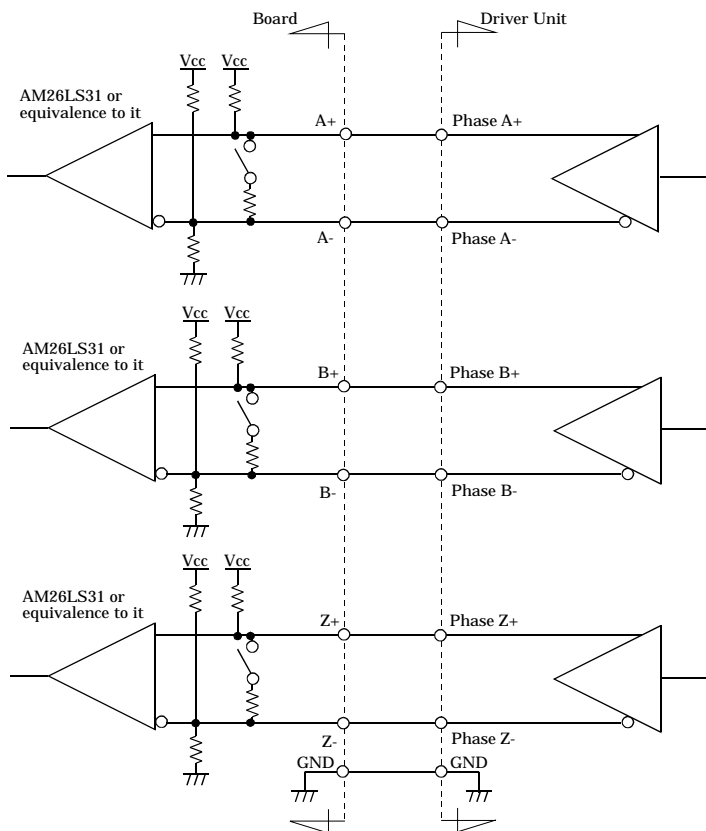 Board
Driver Unit
Vcc
Vcc
AM26LS31 or
equivalence to it
A+
Phase A+
A-
Phase A-
Vcc
Vcc
AM26LS31 or
equivalence to it
B+
Phase B+
B-
Phase B-
Vcc
Vcc
AM26LS31 or
equivalence to it
Z+
Phase Z+
Z-
Phase Z-
GND
GND